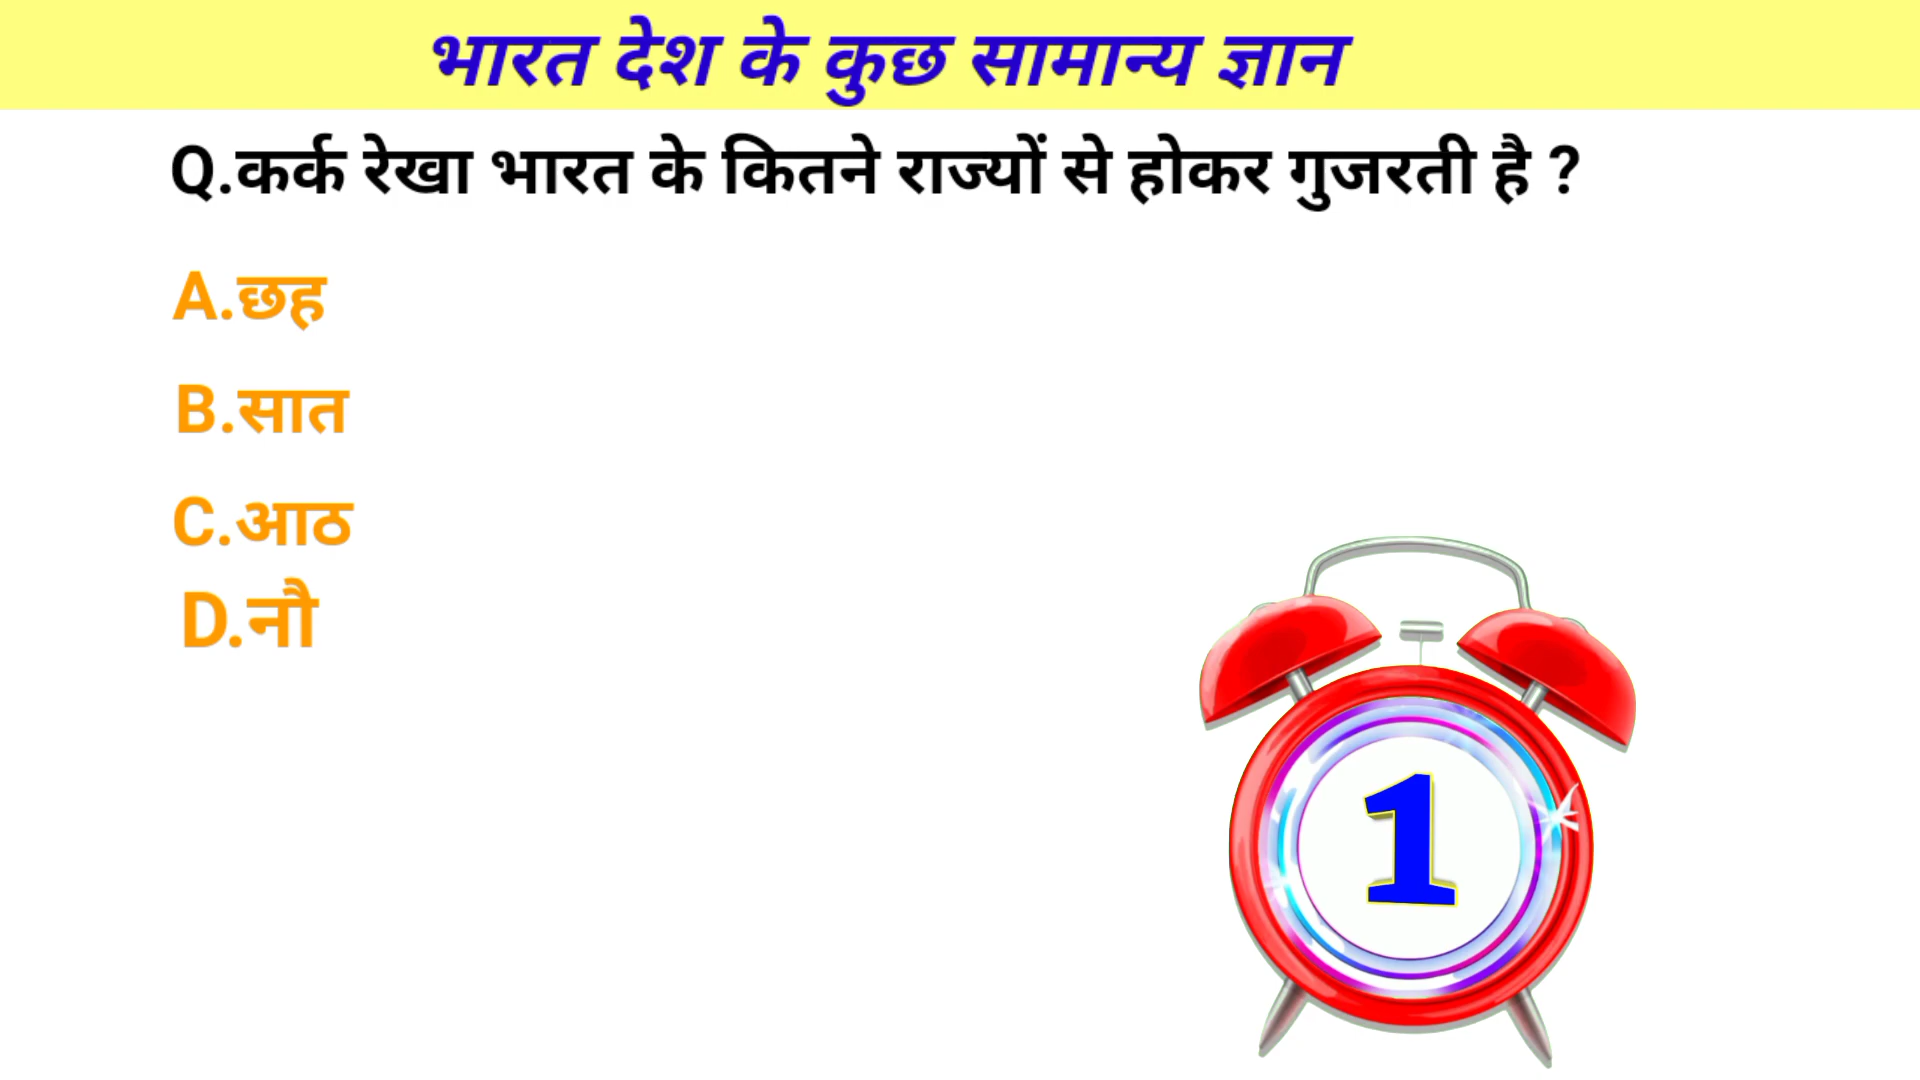 भारत देश के कुछ सामान्य ज्ञान
Q.कर्क रेखा भारत के कितने राज्यों से होकर गुजरती है ?
A.छह
B.सात
C.आठ
D.नौ
1